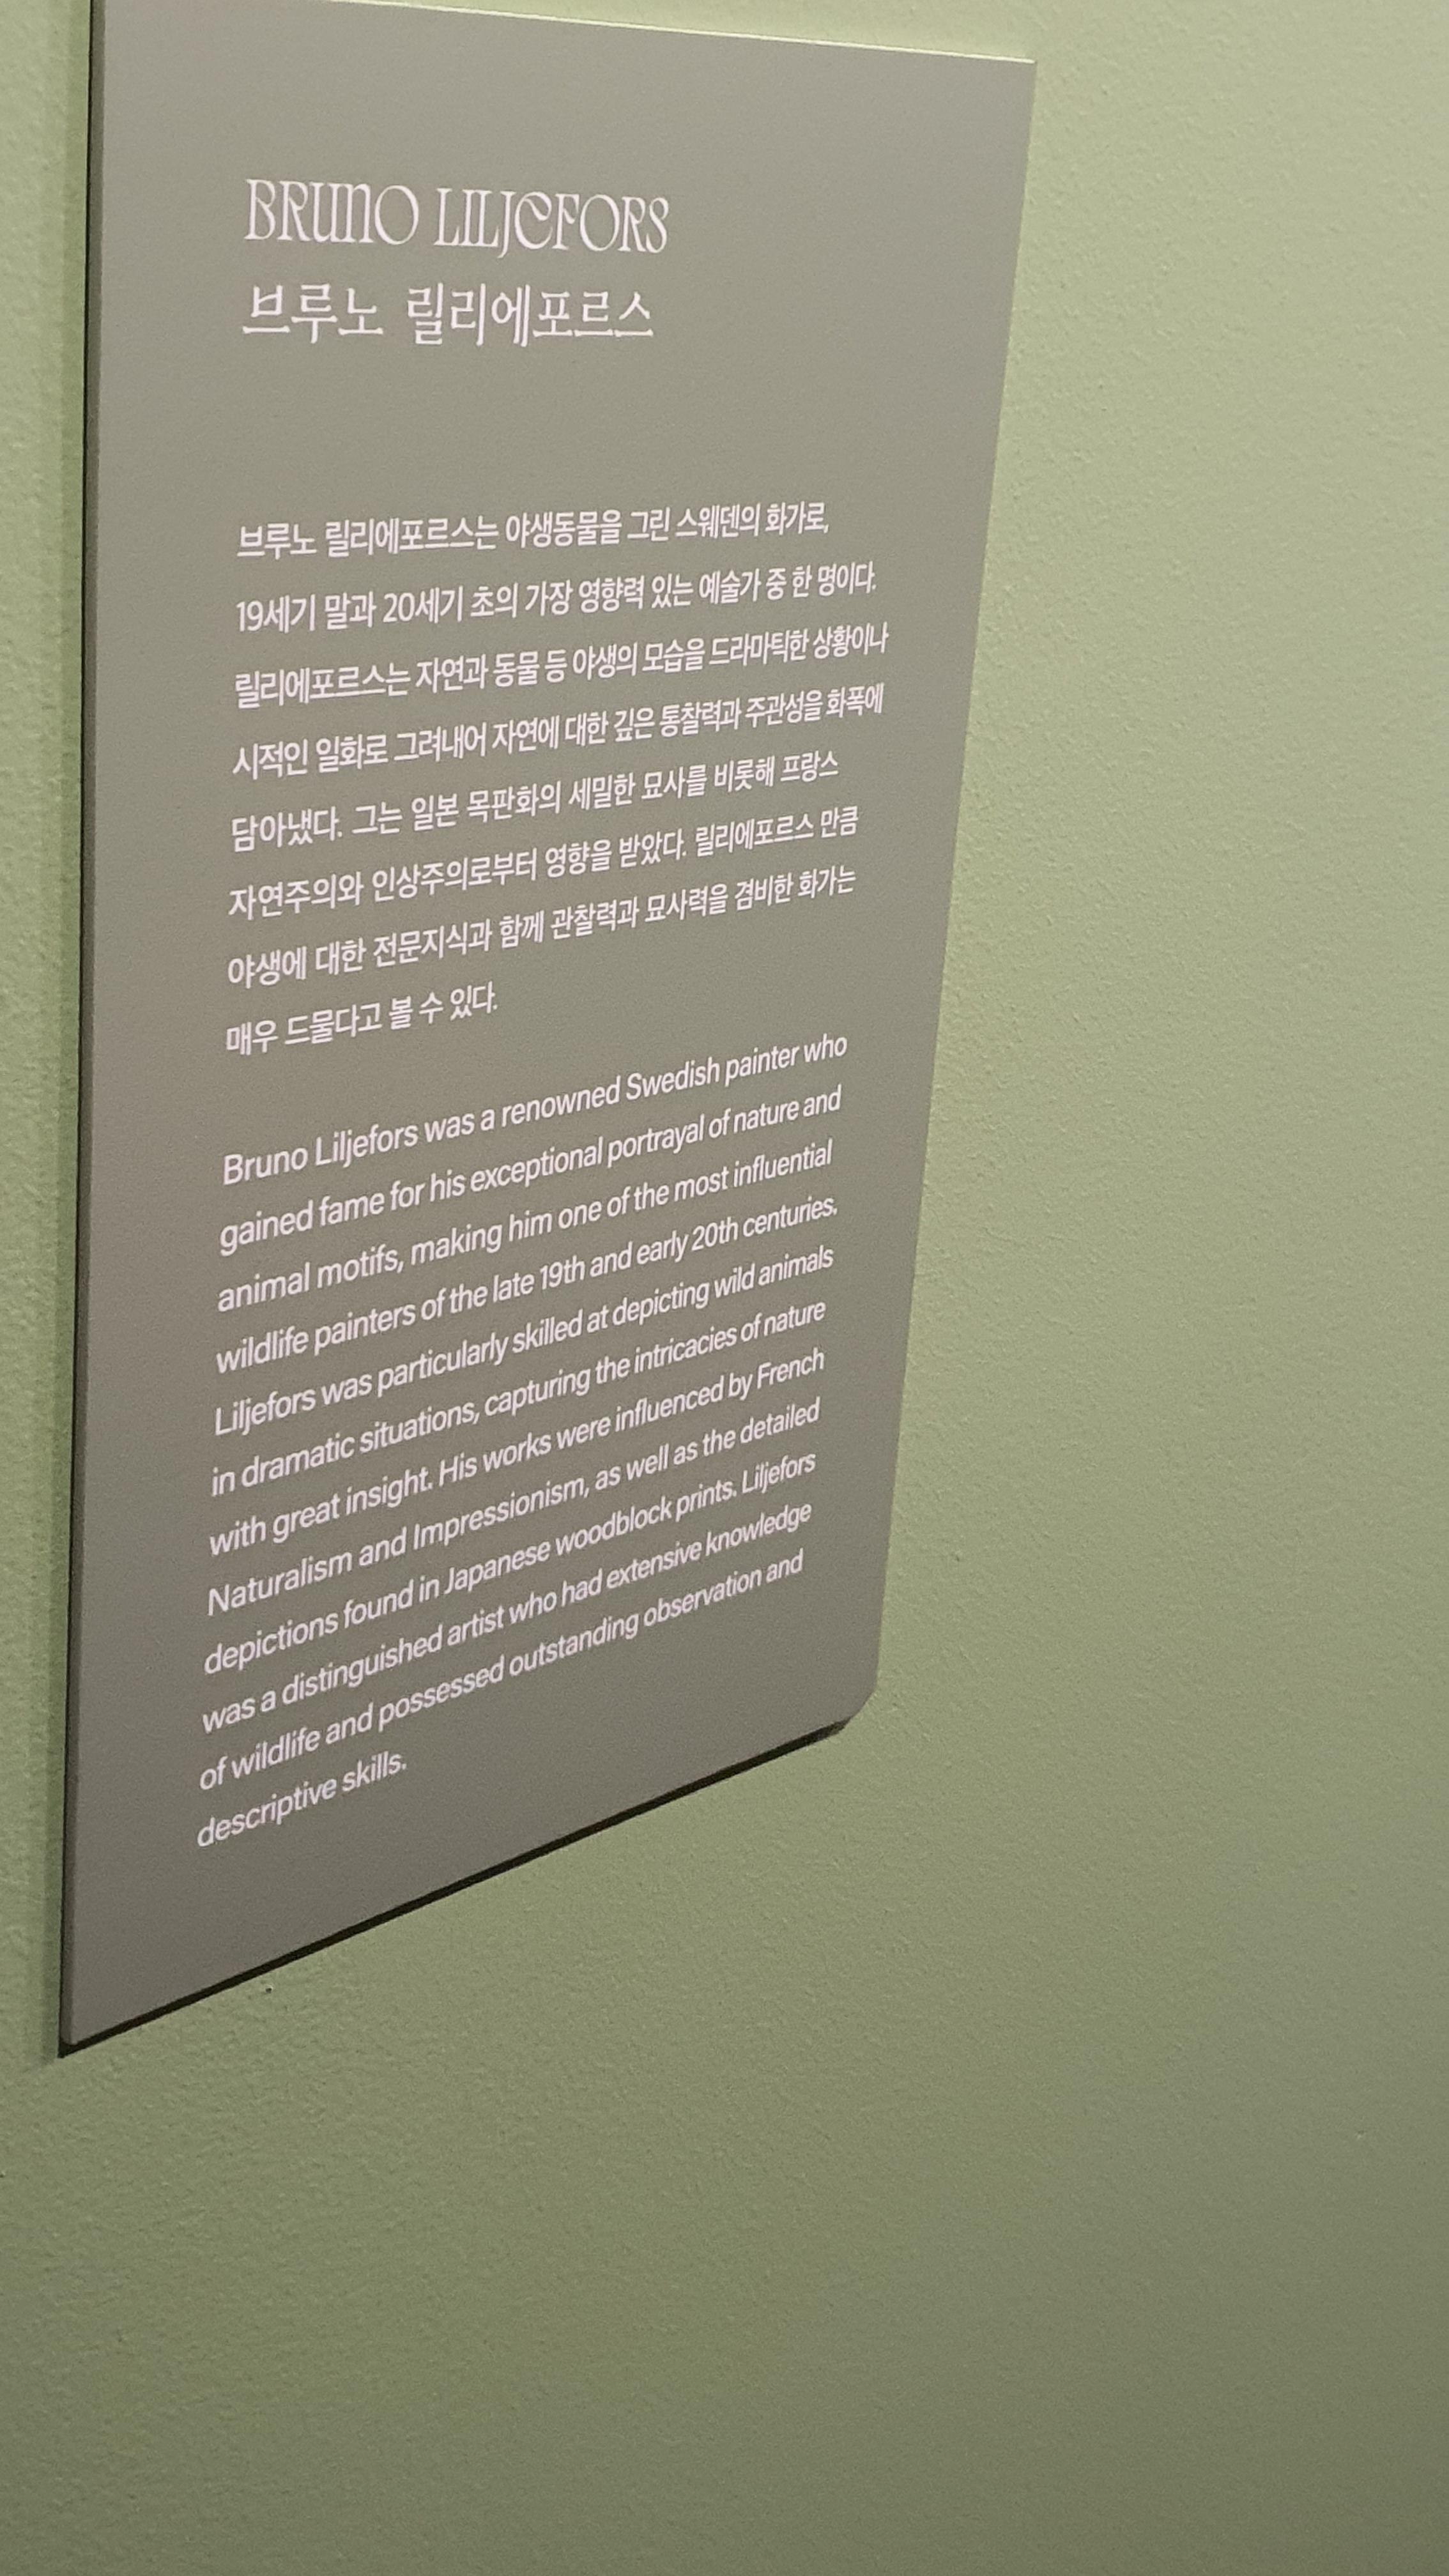 BRUNO LILJEFORS
브루노 릴리에포르스
브루노 릴리에포르스는 야생동물을 그린 스웨덴의 화가로,
19세기 말과 20세기 초의 가장 영향력 있는 예술가 중 한 명이다.
릴리에포르스는 자연과 동물 등 야생의 모습을 드라마틱한 상황이나
시적인 일화로 그려내어 자연에 대한 깊은 통찰력과 주관성을 화폭에
담아냈다. 그는 일본 목판화의 세밀한 묘사를 비롯해 프랑스
자연주의와 인상주의로부터 영향을 받았다. 릴리에포르스 만큼
야생에 대한 전문지식과 함께 관찰력과 묘사력을 겸비한 화가는
매우 드물다고 볼 수 있다.
Bruno Liljefors was a renowned Swedish painter who
gained fame for his exceptional portrayal of nature and
animal motifs, making him one of the most influential
wildlife painters of the late 19th and early 20th centuries.
Liljefors was particularly skilled at depicting wild animals
in dramatic situations, capturing the intricacies of nature
with great insight. His works were influenced by French
Naturalism and Impressionism, as well as the detailed
depictions found in Japanese woodblock prints. Liljefors
was a distinguished artist who had extensive knowledge
of wildlife and possessed outstanding observation and
descriptive skills.